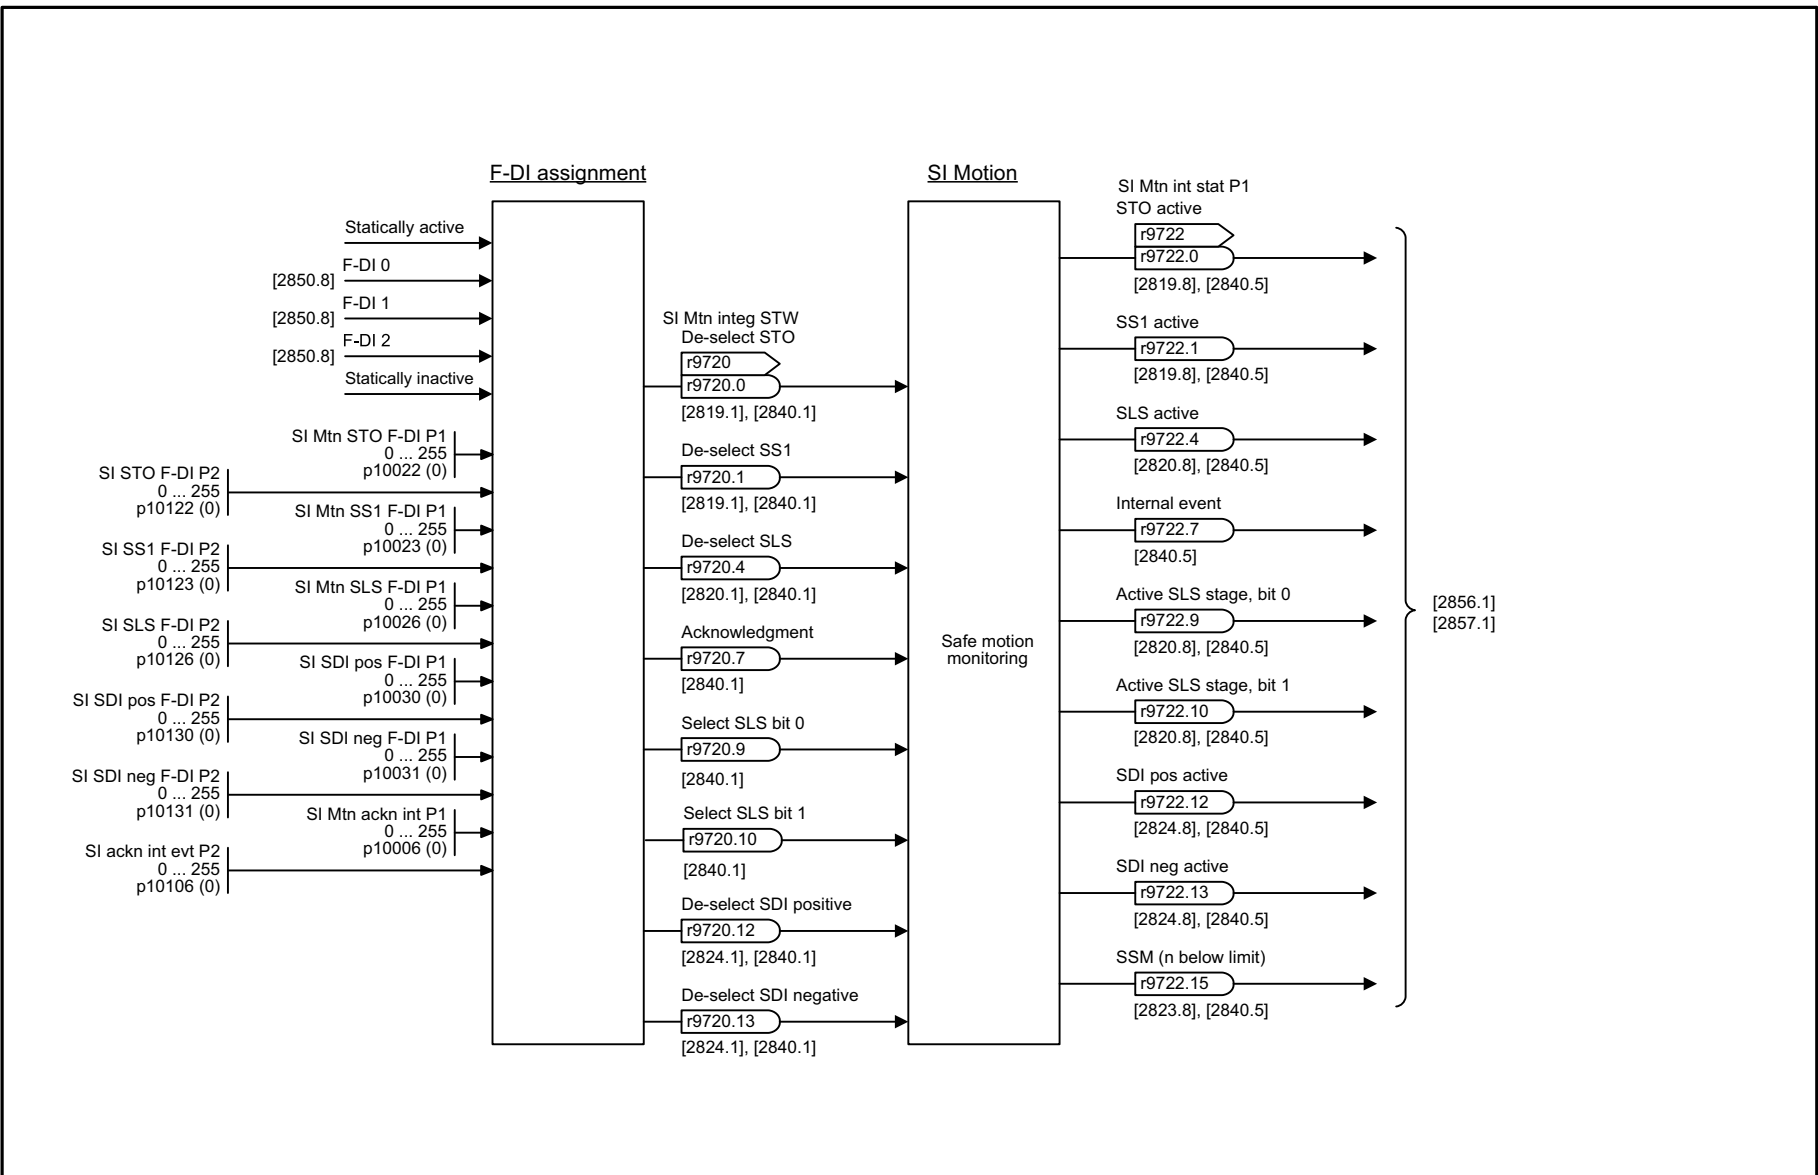 F-DI assignment
Statically active
F-DI 0
[2850.8]
F-DI 1
[2850.8]
F-DI 2
[2850.8]
Statically inactive
SI Mtn STO F-DI P1
0 ... 255
p10022 (0)
SI STO F-DI P2
0 ... 255
p10122 (0)
SI Mtn SS1 F-DI P1
0 ... 255
p10023 (0)
SI SS1 F-DI P2
0 ... 255
p10123 (0)
SI Mtn SLS F-DI P1
0 ... 255
p10026 (0)
SI SLS F-DI P2
0 ... 255
p10126 (0)
SI SDI pos F-DI P1
0 ... 255
p10030 (0)
SI SDI pos F-DI P2
0 ... 255
p10130 (0)
SI SDI neg F-DI P1
0 ... 255
p10031 (0)
SI SDI neg F-DI P2
0 ... 255
p10131 (0)
SI Mtn ackn int P1
0 ... 255
p10006 (0)
SI ackn int evt P2
0 ... 255
p10106 (0)
SI Mtn integ STW
De-select STO
r9720
r9720.0
[2819.1], [2840.1]
De-select SS1
r9720.1
[2819.1], [2840.1]
De-select SLS
r9720.4
[2820.1], [2840.1]
Acknowledgment
r9720.7
[2840.1]
Select SLS bit 0
r9720.9
[2840.1]
Select SLS bit 1
r9720.10
[2840.1]
De-select SDI positive
r9720.12
[2824.1], [2840.1]
De-select SDI negative
r9720.13
[2824.1], [2840.1]
SI Motion
Safe motion
monitoring
SI Mtn int stat P1
STO active
r9722
r9722.0
[2819.8], [2840.5]
SS1 active
r9722.1
[2819.8], [2840.5]
SLS active
r9722.4
[2820.8], [2840.5]
Internal event
r9722.7
[2840.5]
Active SLS stage, bit 0
r9722.9
[2820.8], [2840.5]
Active SLS stage, bit 1
r9722.10
[2820.8], [2840.5]
SDI pos active
r9722.12
[2824.8], [2840.5]
SDI neg active
r9722.13
[2824.8], [2840.5]
SSM (n below limit)
r9722.15
[2823.8], [2840.5]
[2856.1]
[2857.1]